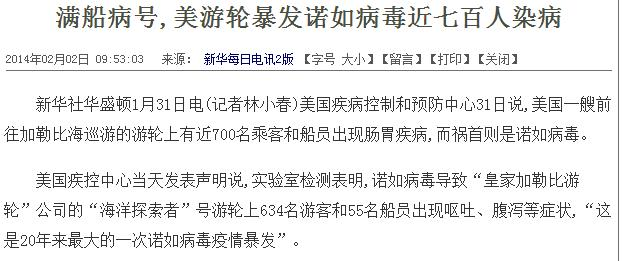 满船病号,美游轮暴发诺如病毒近七百人染病
2014年02月02日 09:53:03 来源: 新华每日电讯2版 【字号 大小】【留言】【打印】【关闭】
新华社华盛顿1月31日电(记者林小春)美国疾病控制和预防中心31日说,美国一艘前
往加勒比海巡游的游轮上有近700名乘客和船员出现肠胃疾病,而祸首则是诺如病毒。
美国疾控中心当天发表声明说,实验室检测表明,诺如病毒导致“皇家加勒比游
轮”公司的“海洋探索者”号游轮上634名游客和55名船员出现呕吐、腹泻等症状,“这
是20年来最大的一次诺如病毒疫情暴发”。